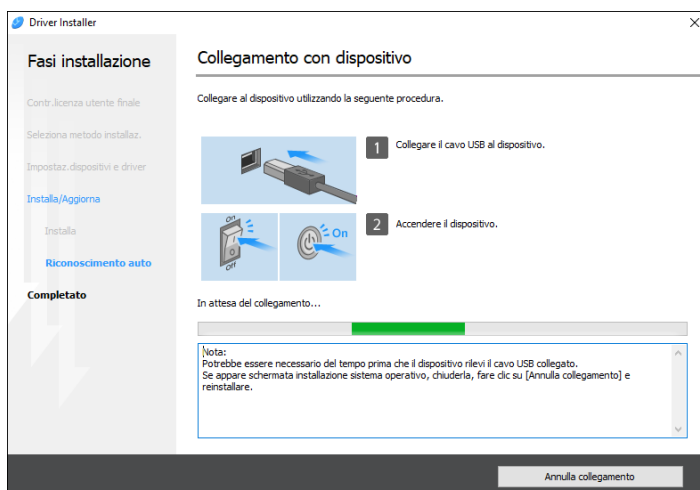 Driver Installer
Fasi installazione
Contr.licenza utente finale
Seleziona metodo installaz.
Impostaz.dispositivi e driver
Installa/Aggiorna
Installa
Riconoscimento auto
Completato
Collegamento con dispositivo
Collegare al dispositivo utilizzando la seguente procedura.
1 Collegare il cavo USB al dispositivo.
On
Off
On
2 Accendere il dispositivo.
In attesa del collegamento...
Nota:
Potrebbe essere necessario del tempo prima che il dispositivo rilevi il cavo USB collegato.
Se appare schermata installazione sistema operativo, chiuderla, fare clic su [Annulla collegamento] e
reinstallare.
Annulla collegamento